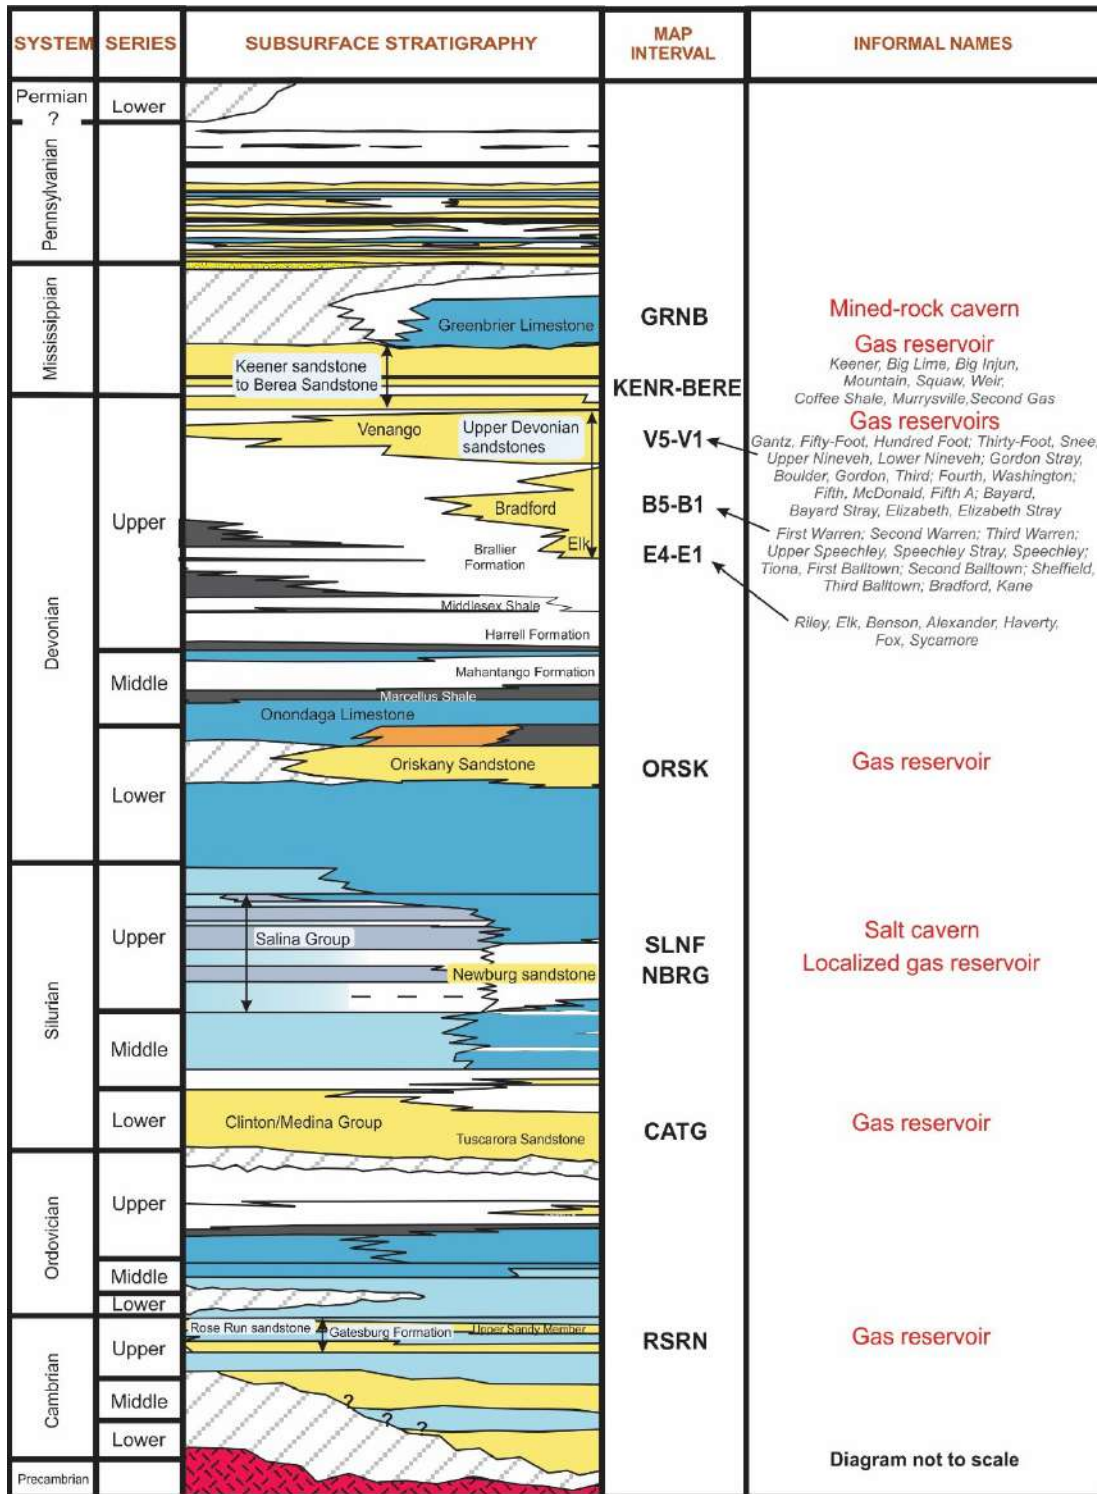 SYSTEM
SERIES
SUBSURFACE STRATIGRAPHY
MAP
INTERVAL
INFORMAL NAMES
Permian
?
Lower
Pennsylvanian
Mississippian
Greenbrier Limestone
GRNB
Mined-rock cavern
Keener sandstone
to Berea Sandstone
KENR-BERE
Gas reservoir
Keener, Big Lime, Big Injun,
Mountain, Squaw, Weir,
Coffee Shale, Murrysville,Second Gas
Devonian
Upper
Venango
Upper Devonian
sandstones
V5-V1
Gas reservoirs
Gantz, Fifty-Foot, Hundred Foot; Thirty-Foot, Snee,
Upper Nineveh, Lower Nineveh; Gordon Stray,
Boulder, Gordon, Third; Fourth, Washington;
Fifth, McDonald, Fifth A; Bayard,
Bayard Stray, Elizabeth, Elizabeth Stray
Bradford
B5-B1
First Warren; Second Warren; Third Warren;
Upper Speechley, Speechley Stray, Speechley;
Tiona, First Balltown; Second Balltown; Sheffield,
Third Balltown; Bradford, Kane
Elk
Brallier
Formation
E4-E1
Riley, Elk, Benson, Alexander, Haverty,
Fox, Sycamore
Middlesex Shale
Harrell Formation
Middle
Mahantango Formation
Marcellus Shale
Onondaga Limestone
Lower
Oriskany Sandstone
ORSK
Gas reservoir
Silurian
Upper
Salina Group
SLNF
Salt cavern
Newburg sandstone
NBRG
Localized gas reservoir
Middle
Lower
Clinton/Medina Group
Tuscarora Sandstone
CATG
Gas reservoir
Ordovician
Upper
Middle
Lower
Cambrian
Upper
Rose Run sandstone
Gatesburg Formation
Upper Sandy Member
RSRN
Gas reservoir
Middle
?
?
?
Lower
Precambrian
Diagram not to scale